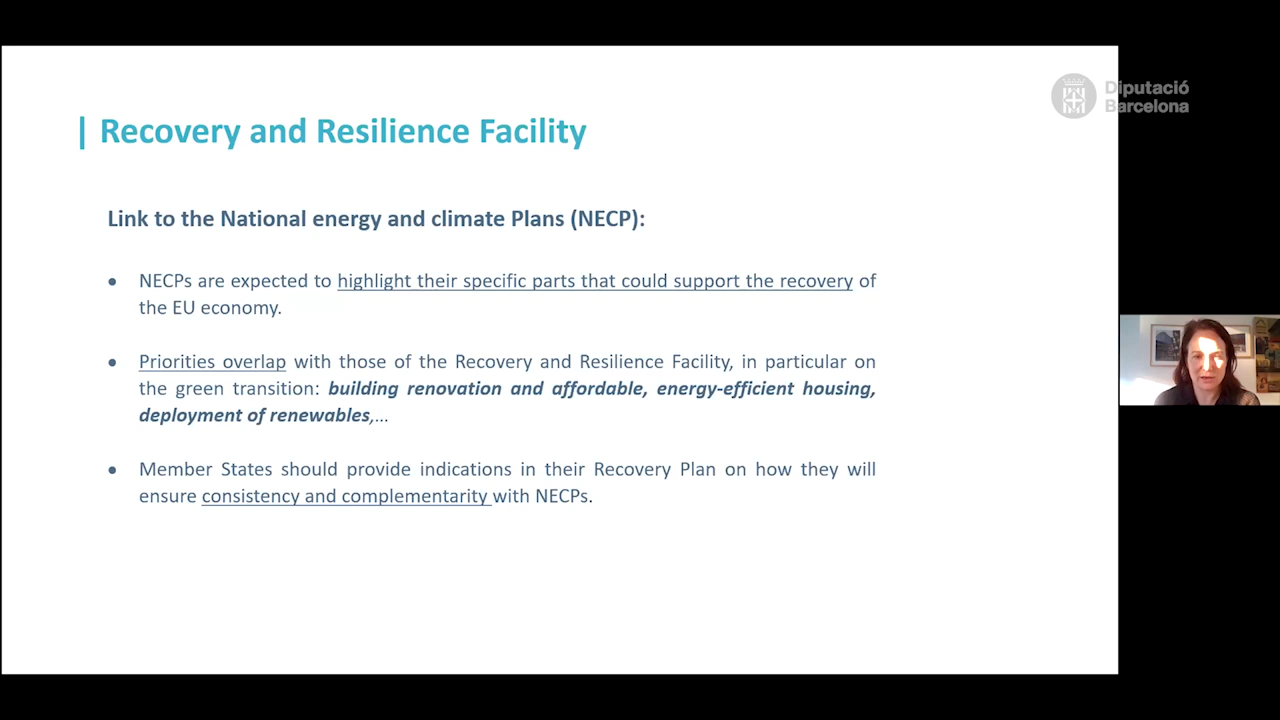 Diputació
Barcelona
| Recovery and Resilience Facility
Link to the National energy and climate Plans (NECP):
• NECPs are expected to highlight their specific parts that could support the recovery of
the EU economy.
• Priorities overlap with those of the Recovery and Resilience Facility, in particular on
the green transition: building renovation and affordable, energy-efficient housing,
deployment of renewables,...
• Member States should provide indications in their Recovery Plan on how they will
ensure consistency and complementarity with NECPs.